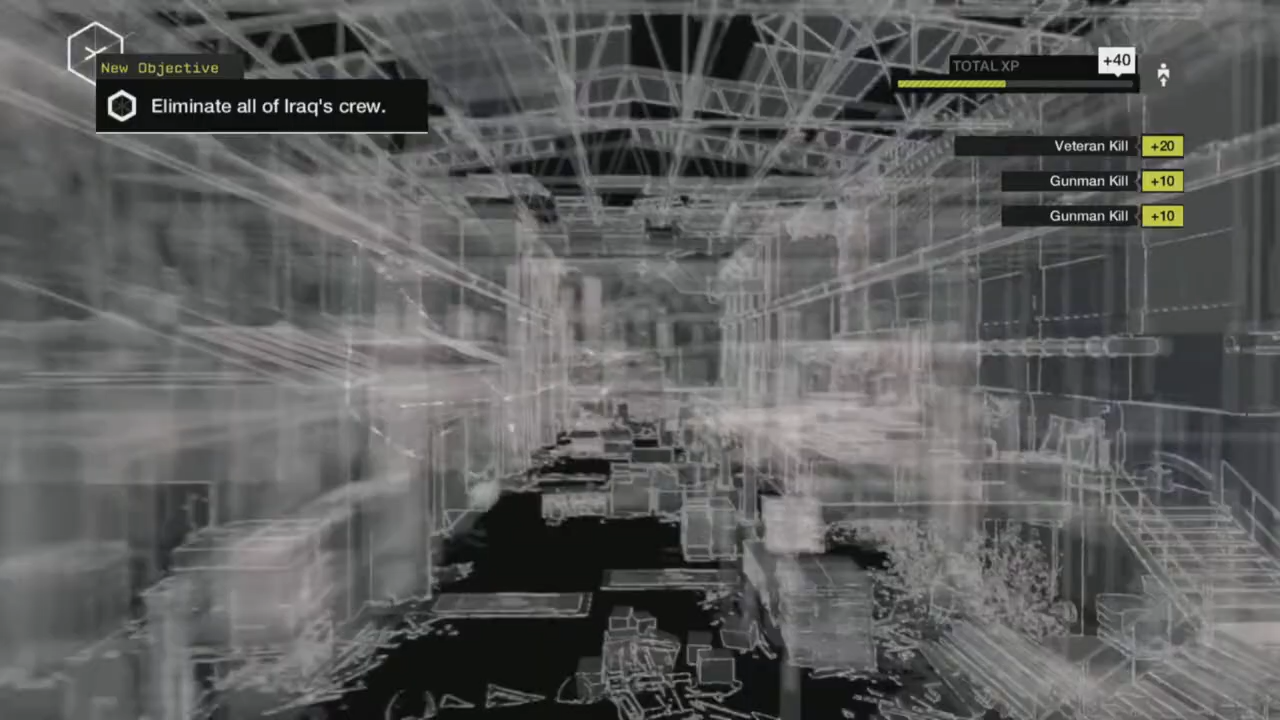 New Objective
Eliminate all of Iraq's crew.
TOTAL XP
+40
Veteran Kill +20
Gunman Kill +10
Gunman Kill +10